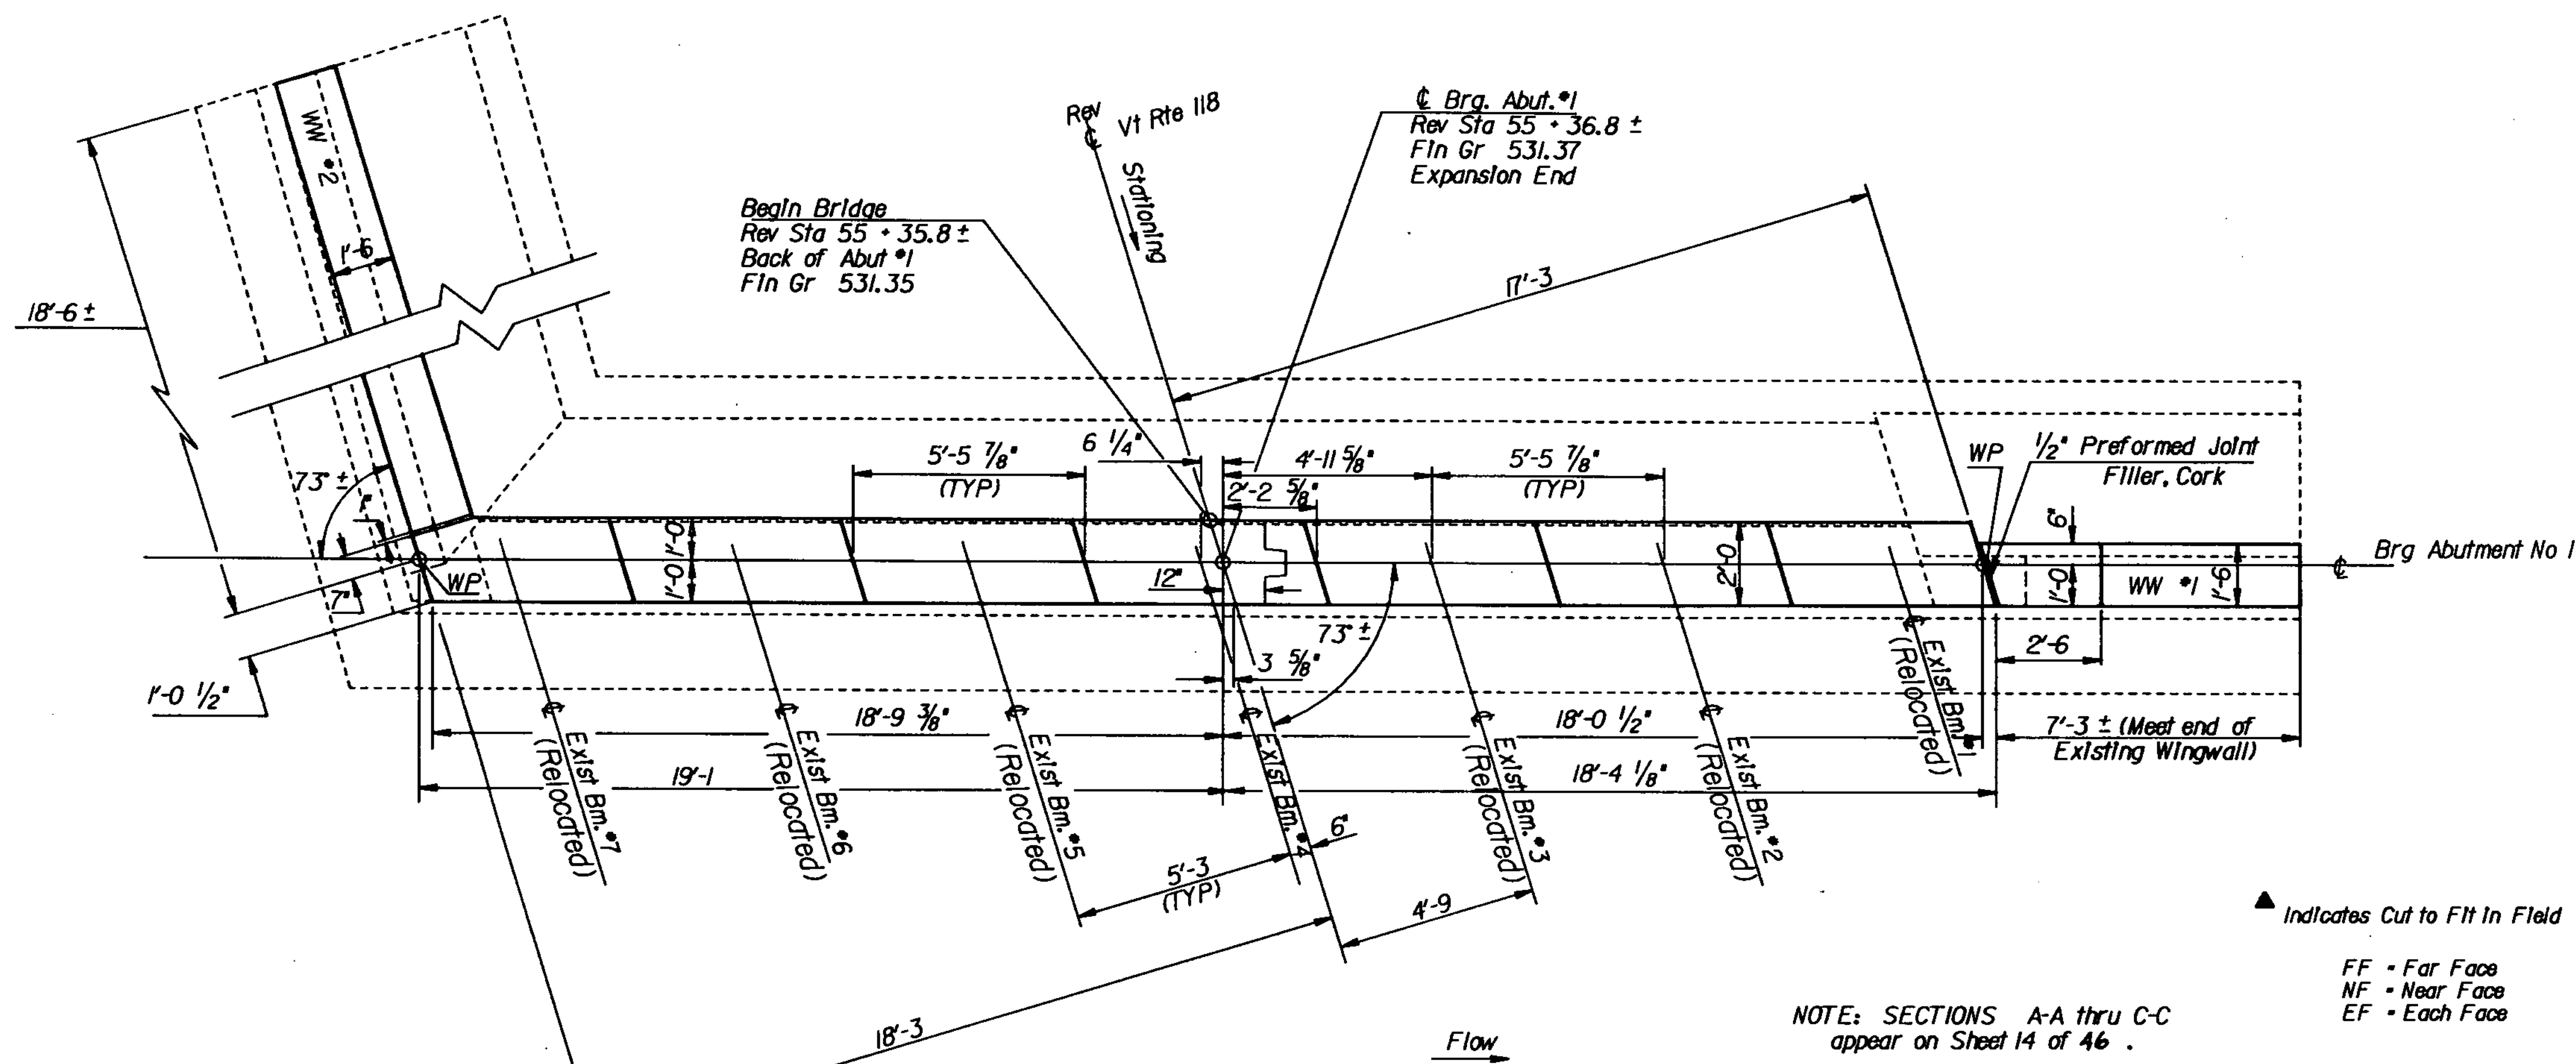 Rev ℄ Vt Rte 118
Stationing
℄ Brg. Abut. #1
Rev Sta 55 + 36.8 ±
Fin Gr 531.37
Expansion End
Begin Bridge
Rev Sta 55 + 35.8 ±
Back of Abut #1
Fin Gr 531.35
WW #2
1'-6
18'-6 ±
17'-3
73° ±
1"
7"
1'-0 1/2"
WP
5'-5 7/8"
(TYP)
6 1/4"
4'-11 5/8"
2'-2 5/8"
5'-5 7/8"
(TYP)
WP
1/2" Preformed Joint
Filler, Cork
6"
1'-0
1'-0
12"
2'-0
1'-0
WW #1
1'-6
℄ Brg Abutment No 1
73° ±
3 5/8"
2'-6
18'-9 3/8"
18'-0 1/2"
7'-3 ± (Meet end of
Existing Wingwall)
19'-1
18'-4 1/8"
℄ Exist Bm. #7
(Relocated)
℄ Exist Bm. #6
(Relocated)
℄ Exist Bm. #5
(Relocated)
℄ Exist Bm. #4
℄ Exist Bm. #3
(Relocated)
℄ Exist Bm. #2
(Relocated)
℄ Exist Bm. #1
(Relocated)
6"
5'-3
(TYP)
4'-9
18'-3
Flow
▲ Indicates Cut to Fit in Field
FF - Far Face
NF - Near Face
EF - Each Face
NOTE: SECTIONS A-A thru C-C
appear on Sheet 14 of 46 .